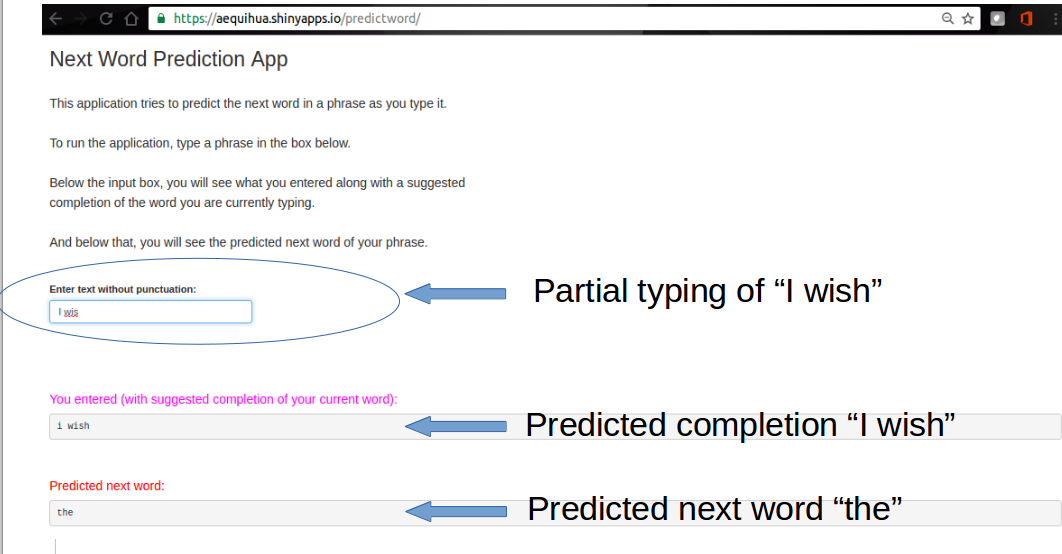 https://aequihua.shinyapps.io/predictword/
Next Word Prediction App
This application tries to predict the next word in a phrase as you type it.
To run the application, type a phrase in the box below.
Below the input box, you will see what you entered along with a suggested
completion of the word you are currently typing.
And below that, you will see the predicted next word of your phrase.
Enter text without punctuation:
I wis
Partial typing of “I wish”
You entered (with suggested completion of your current word):
i wish
Predicted completion “I wish”
Predicted next word:
the
Predicted next word “the”